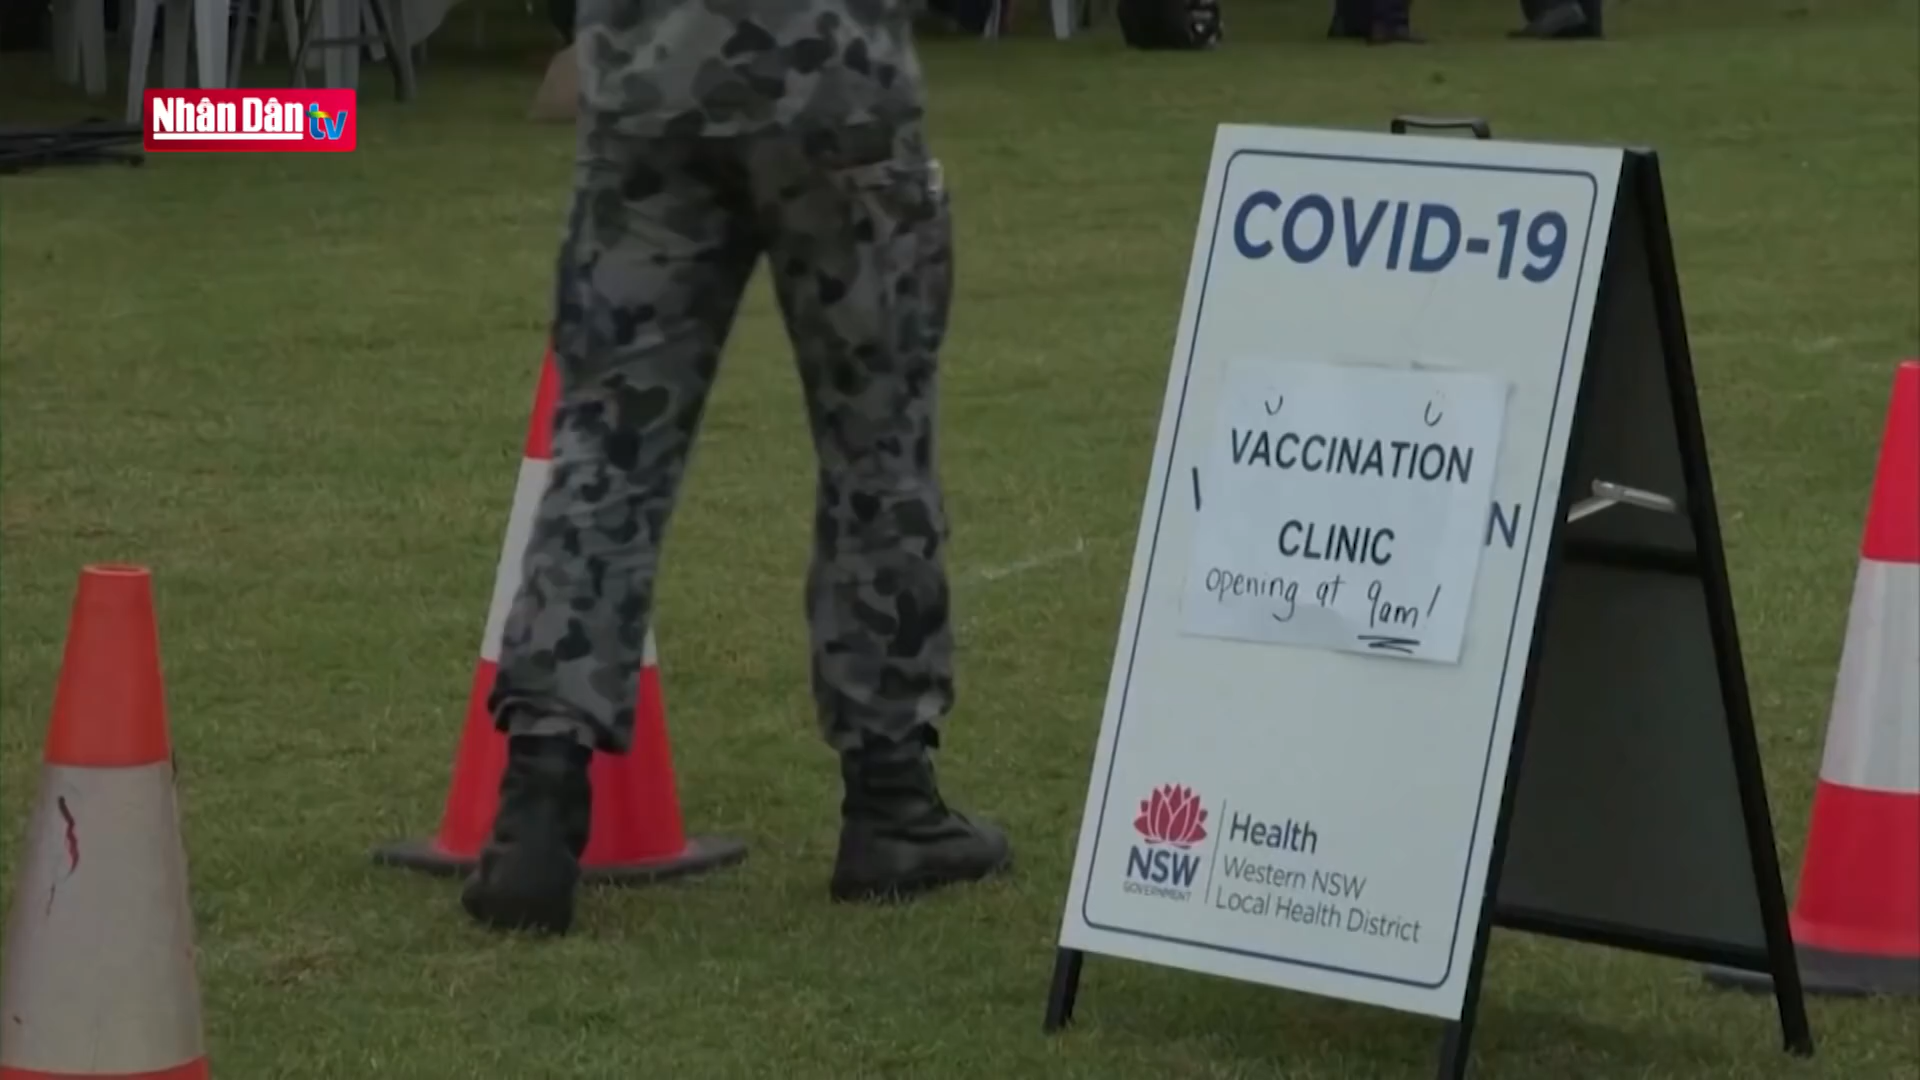 Nhân Dân tv
COVID-19
VACCINATION
CLINIC
opening at 9am!
N
NSW
GOVERNMENT
Health
Western NSW
Local Health District